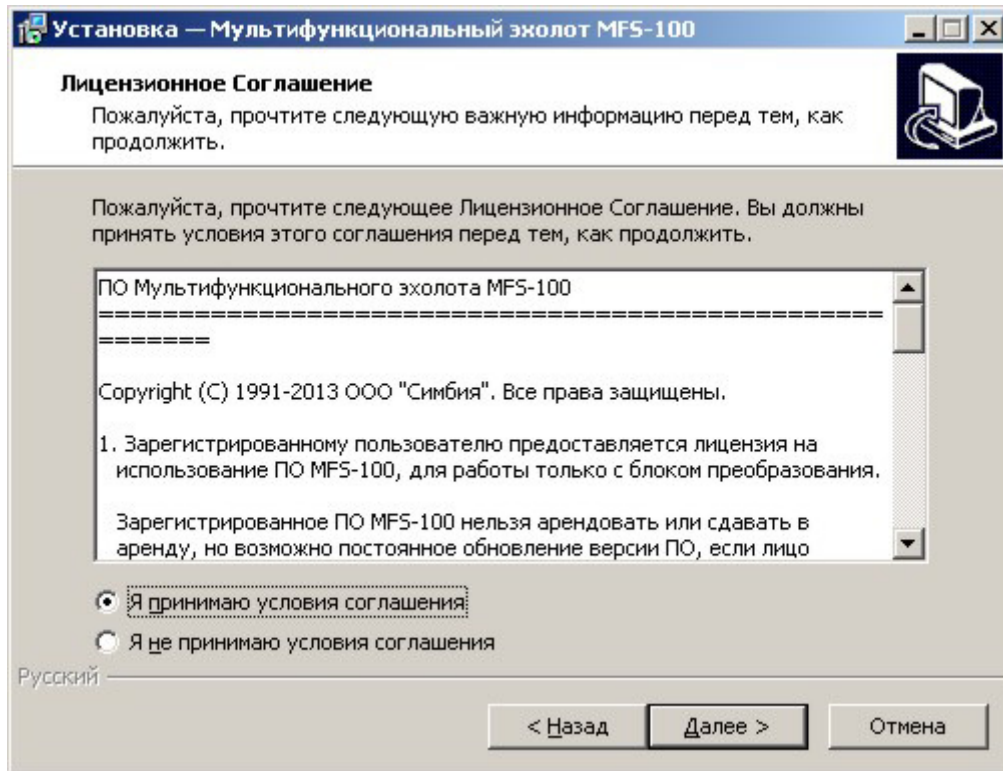 Установка — Мультифункциональный эхолот MFS-100
Лицензионное Соглашение
Пожалуйста, прочтите следующую важную информацию перед тем, как
продолжить.
Пожалуйста, прочтите следующее Лицензионное Соглашение. Вы должны
принять условия этого соглашения перед тем, как продолжить.
ПО Мультифункционального эхолота MFS-100
=================================================
=======
Copyright (C) 1991-2013 ООО "Симбия". Все права защищены.
1. Зарегистрированному пользователю предоставляется лицензия на
использование ПО MFS-100, для работы только с блоком преобразования.
Зарегистрированное ПО MFS-100 нельзя арендовать или сдавать в
аренду, но возможно постоянное обновление версии ПО, если лицо
Я принимаю условия соглашения
Я не принимаю условия соглашения
Русский
< Назад
Далее >
Отмена